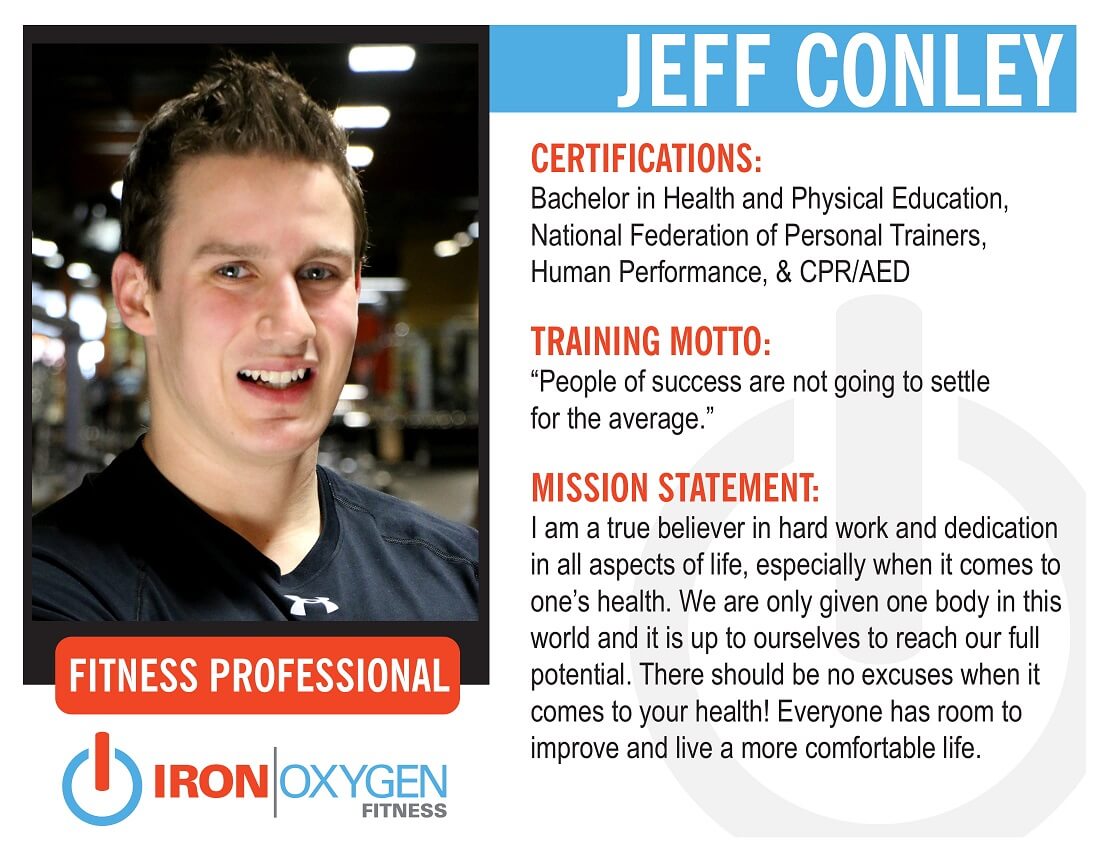 JEFF CONLEY
CERTIFICATIONS:
Bachelor in Health and Physical Education,
National Federation of Personal Trainers,
Human Performance, & CPR/AED
TRAINING MOTTO:
“People of success are not going to settle
for the average.”
MISSION STATEMENT:
I am a true believer in hard work and dedication
in all aspects of life, especially when it comes to
one’s health. We are only given one body in this
world and it is up to ourselves to reach our full
potential. There should be no excuses when it
comes to your health! Everyone has room to
improve and live a more comfortable life.
FITNESS PROFESSIONAL
IRON OXYGEN
FITNESS